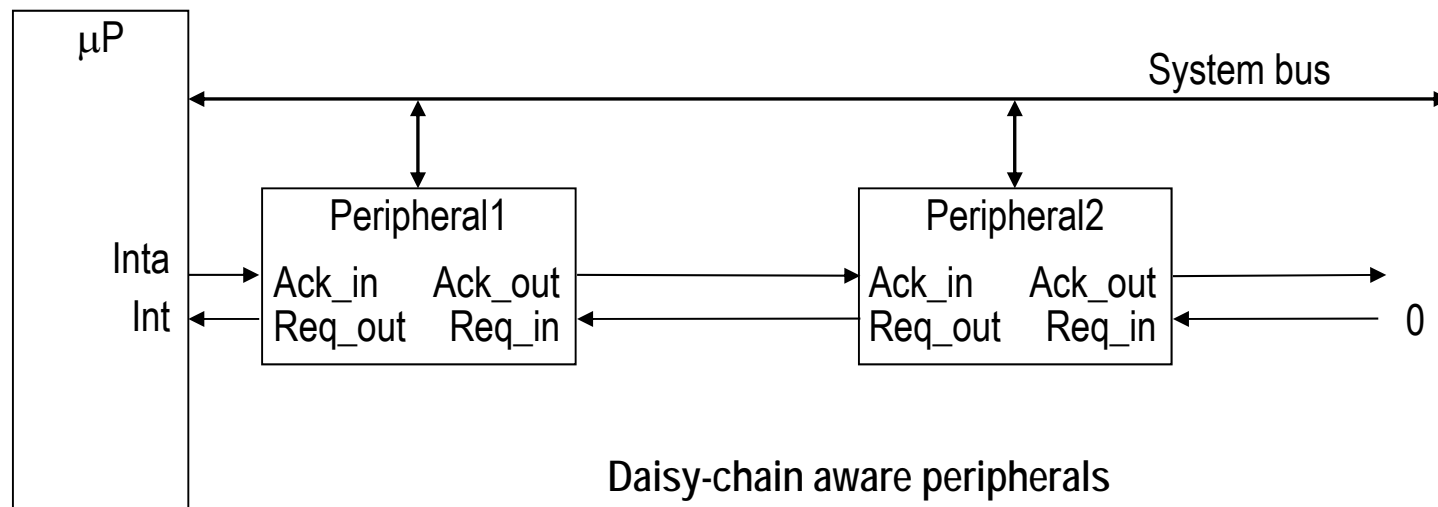 μP
System bus
Peripheral1
Peripheral2
Inta
Ack_in Ack_out
Ack_in Ack_out
Int
Req_out Req_in
Req_out Req_in
0
Daisy-chain aware peripherals